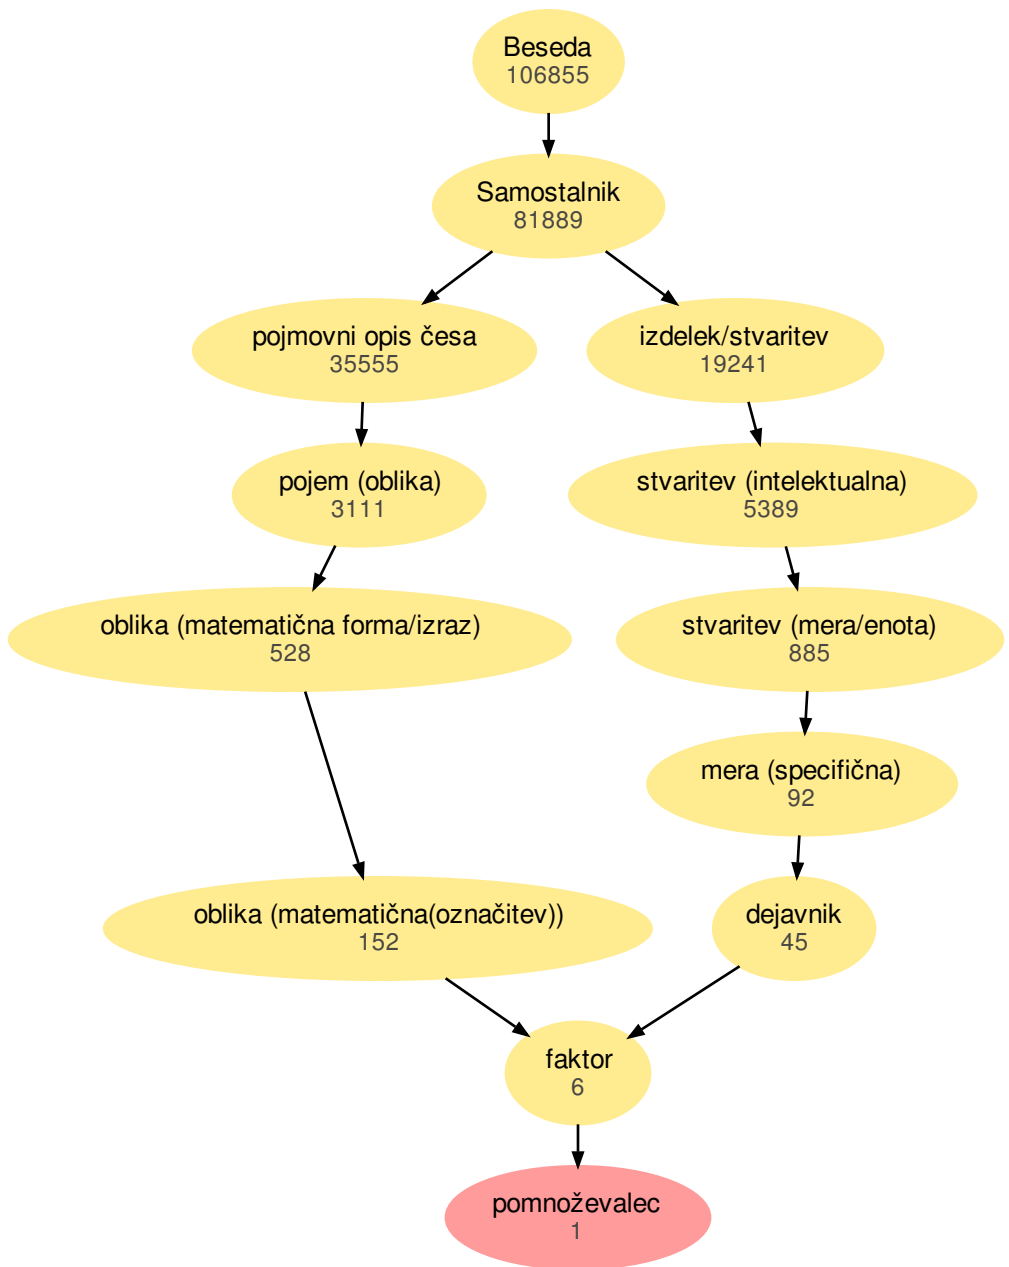 Beseda
106855
Samostalnik
81889
pojmovni opis česa
35555
izdelek/stvaritev
19241
pojem (oblika)
3111
stvaritev (intelektualna)
5389
oblika (matematična forma/izraz)
528
stvaritev (mera/enota)
885
mera (specifična)
92
oblika (matematična(označitev))
152
dejavnik
45
faktor
6
pomnoževalec
1